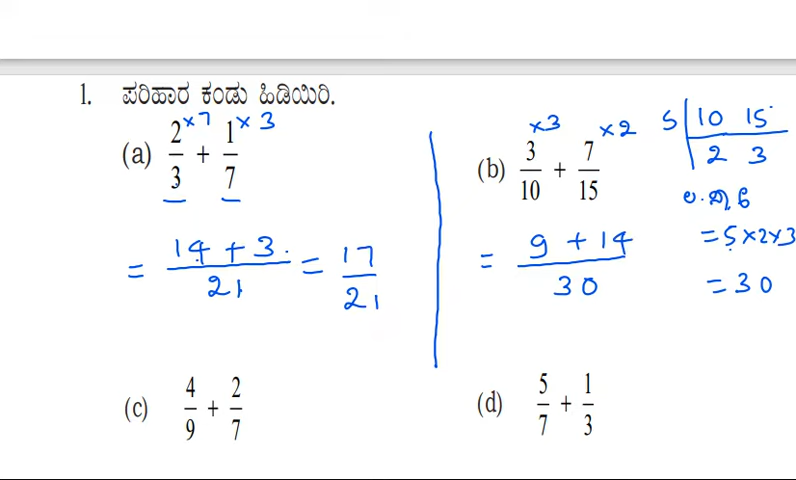 1. ಪರಿಹಾರ ಕಂಡು ಹಿಡಿಯಿರಿ.
(a) 2/3 ×7 + 1/7 ×3
= 14 + 3 / 21 = 17/21
(b) 3/10 ×3 + 7/15 ×2
= 9 + 14 / 30
5 | 10 15
2 3
ಲ.ಸಾ.ಅ
= 5×2×3
= 30
(c) 4/9 + 2/7
(d) 5/7 + 1/3